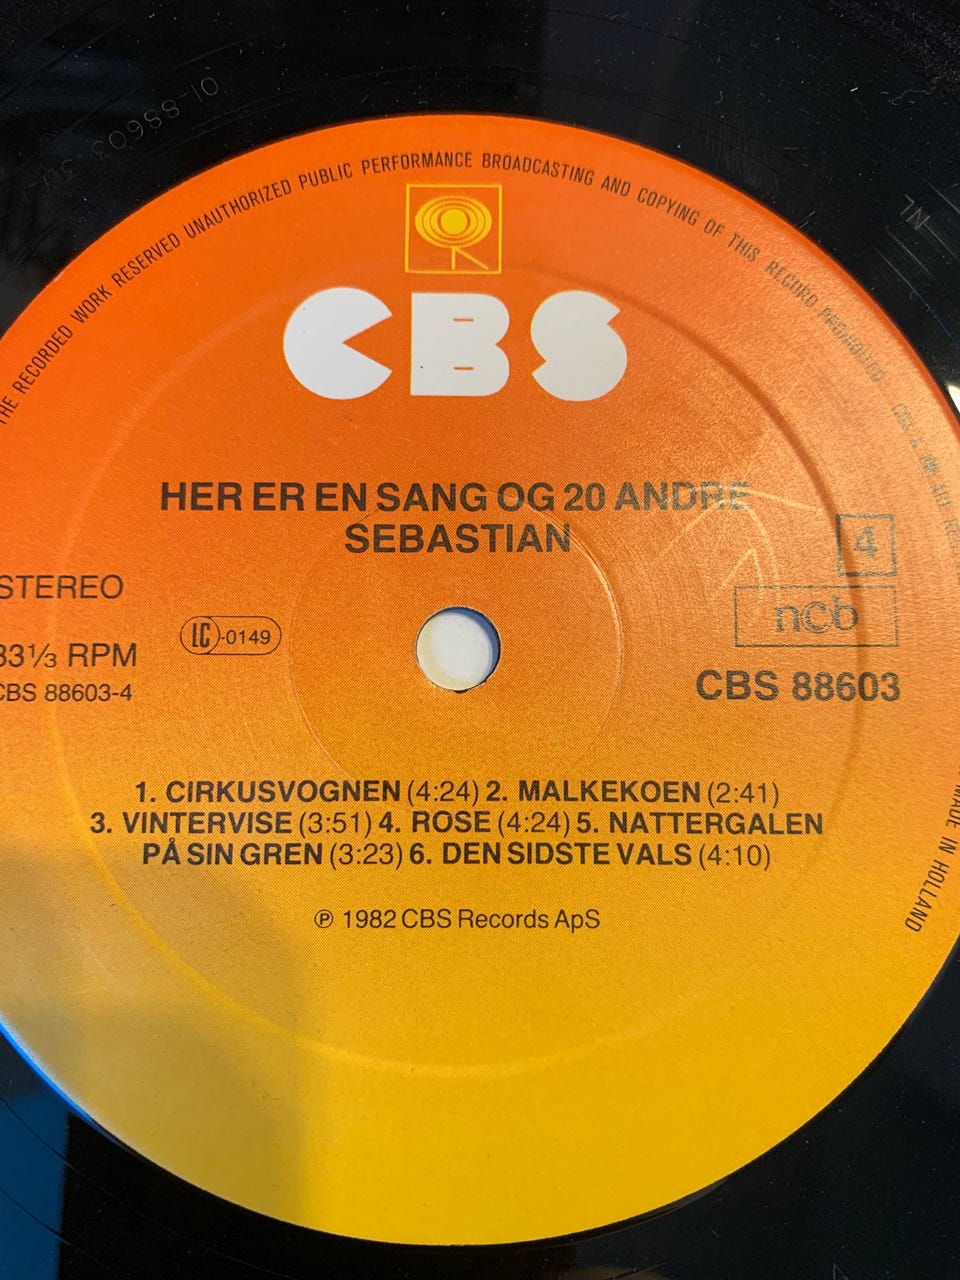 THE RECORDED WORK RESERVED UNAUTHORIZED PUBLIC PERFORMANCE BROADCASTING AND COPYING OF THIS RECORD PROHIBITED
CBS
HER ER EN SANG OG 20 ANDRE
SEBASTIAN
4
STEREO
ncb
LC-0149
33⅓ RPM
CBS 88603
CBS 88603-4
1. CIRKUSVOGNEN (4:24) 2. MALKEKOEN (2:41)
3. VINTERVISE (3:51) 4. ROSE (4:24) 5. NATTERGALEN
PÅ SIN GREN (3:23) 6. DEN SIDSTE VALS (4:10)
℗ 1982 CBS Records ApS
MADE IN HOLLAND